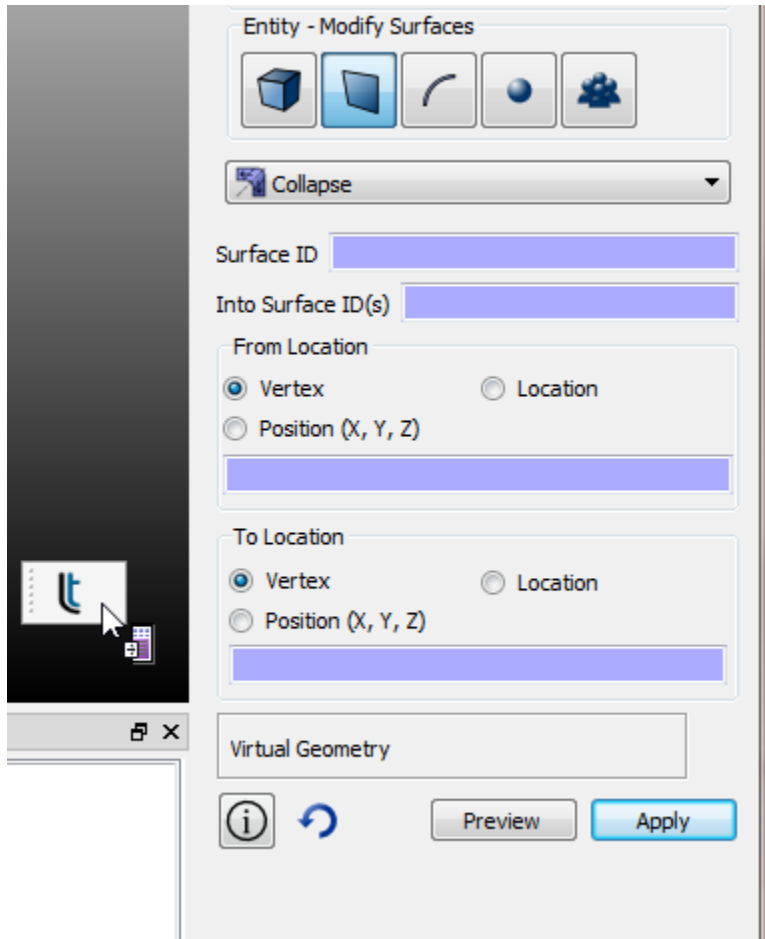 Entity - Modify Surfaces
Collapse
Surface ID
Into Surface ID(s)
From Location
Vertex Location
Position (X, Y, Z)
To Location
Vertex Location
Position (X, Y, Z)
Virtual Geometry
Preview Apply